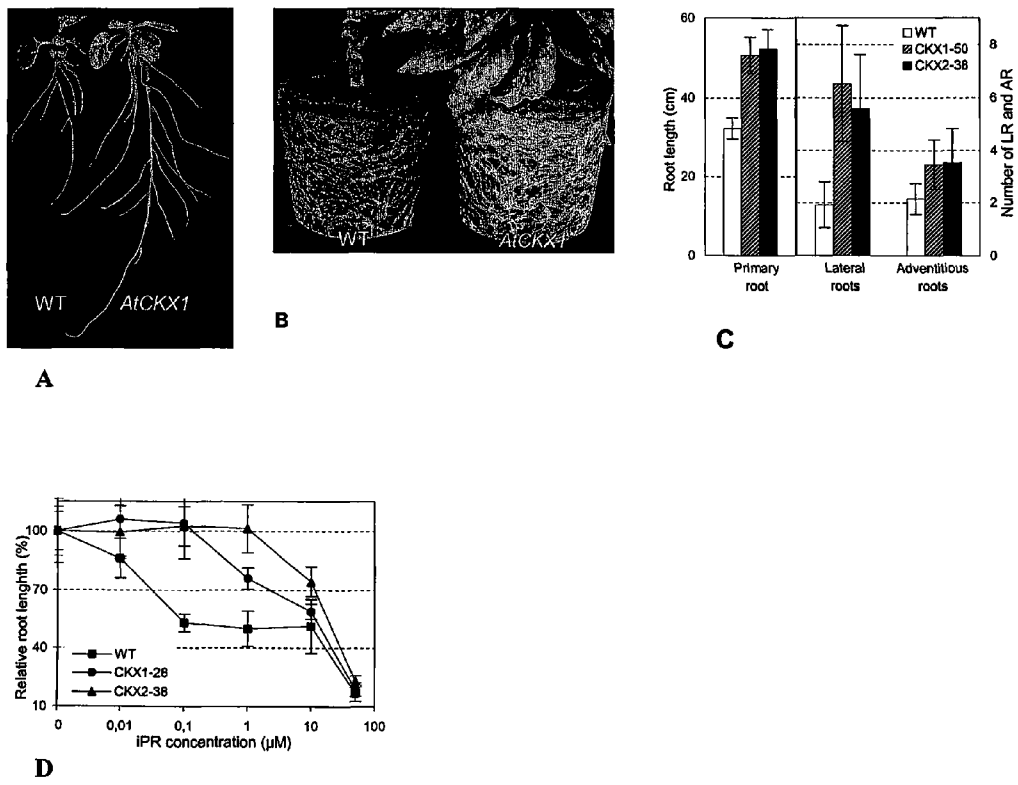 WT
AtCKX1
A
WT
AtCKX1
B
60
40
20
0
Root length (cm)
WT
CKX1-50
CKX2-38
8
6
4
2
0
Number of LR and AR
Primary
root
Lateral
roots
Adventitious
roots
C
100
70
40
10
Relative root lenghth (%)
WT
CKX1-28
CKX2-38
0 0,01 0,1 1 10 100
iPR concentration (µM)
D